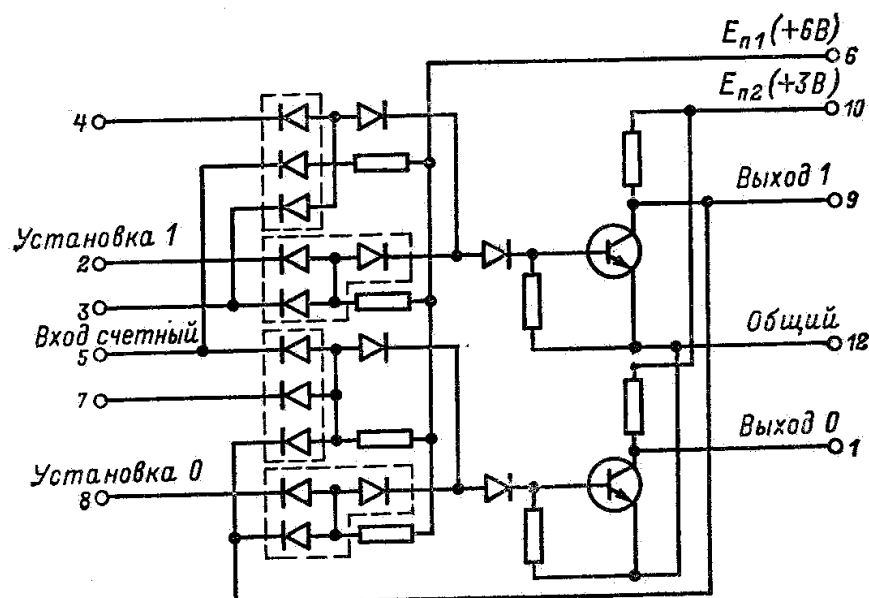 Eп1(+6В)
6
Eп2(+3В)
10
4
Выход 1
9
Установка 1
2
3
Общий
12
Вход счетный
5
7
Выход 0
1
Установка 0
8